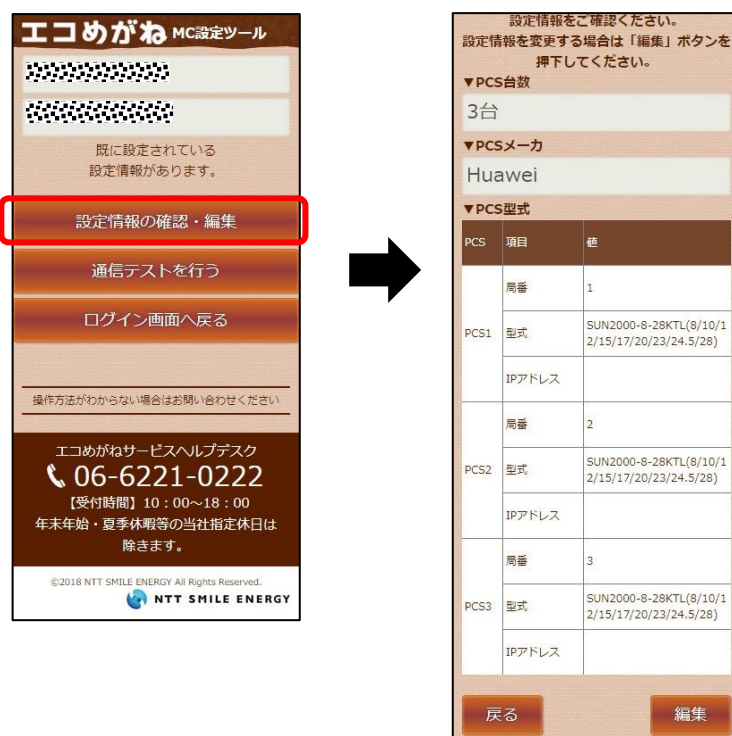 エコめがね MC設定ツール
既に設定されている
設定情報があります。
設定情報の確認・編集
通信テストを行う
ログイン画面へ戻る
操作方法がわからない場合はお問い合わせください
エコめがねサービスヘルプデスク
06-6221-0222
【受付時間】10：00～18：00
年末年始・夏季休暇等の当社指定休日は
除きます。
©2018 NTT SMILE ENERGY All Rights Reserved.
NTT SMILE ENERGY
設定情報をご確認ください。
設定情報を変更する場合は「編集」ボタンを
押下してください。
▼PCS台数
3台
▼PCSメーカ
Huawei
▼PCS型式
PCS 項目 値
局番 1
PCS1 型式 SUN2000-8-28KTL(8/10/1
2/15/17/20/23/24.5/28)
IPアドレス
局番 2
PCS2 型式 SUN2000-8-28KTL(8/10/1
2/15/17/20/23/24.5/28)
IPアドレス
局番 3
PCS3 型式 SUN2000-8-28KTL(8/10/1
2/15/17/20/23/24.5/28)
IPアドレス
戻る 編集